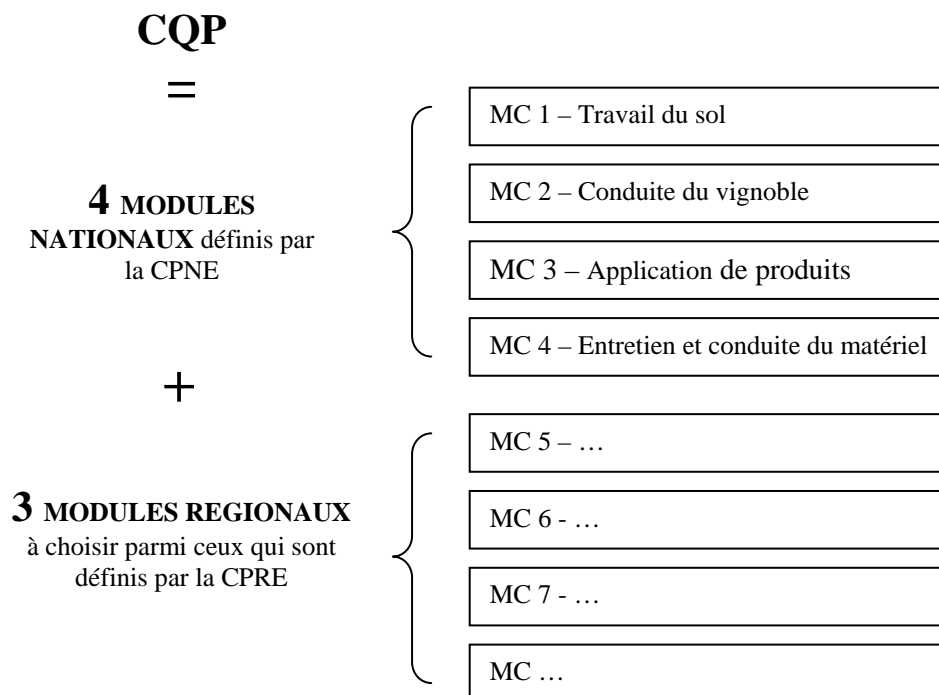 CQP
=
4 MODULES
NATIONAUX définis par
la CPNE
MC 1 – Travail du sol
MC 2 – Conduite du vignoble
MC 3 – Application de produits
MC 4 – Entretien et conduite du matériel
+
3 MODULES REGIONAUX
à choisir parmi ceux qui sont
définis par la CPRE
MC 5 – …
MC 6 - …
MC 7 - …
MC …